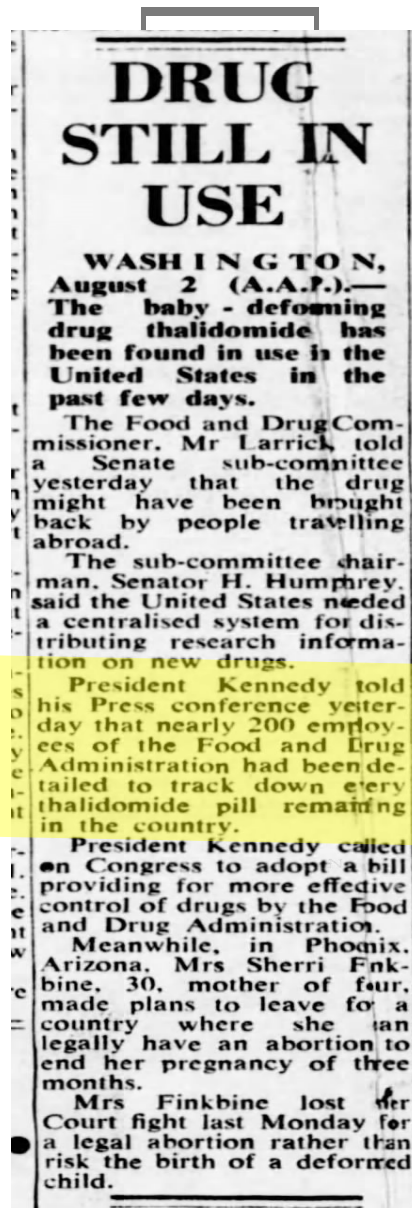 DRUG
STILL IN
USE
WASHINGTON,
August 2 (A.A.P.).—
The baby - deforming
drug thalidomide has
been found in use in the
United States in the
past few days.
The Food and Drug Com-
missioner, Mr Larrick, told
a Senate sub-committee
yesterday that the drug
might have been brought
back by people travelling
abroad.
The sub-committee chair-
man, Senator H. Humphrey,
said the United States needed
a centralised system for dis-
tributing research informa-
tion on new drugs.
President Kennedy told
his Press conference yester-
day that nearly 200 employ-
ees of the Food and Drug
Administration had been de-
tailed to track down every
thalidomide pill remaining
in the country.
President Kennedy called
on Congress to adopt a bill
providing for more effective
control of drugs by the Food
and Drug Administration.
Meanwhile, in Phoenix,
Arizona, Mrs Sherri Fink-
bine, 30, mother of four,
made plans to leave for a
country where she can
legally have an abortion to
end her pregnancy of three
months.
Mrs Finkbine lost her
Court fight last Monday for
a legal abortion rather than
risk the birth of a deformed
child.